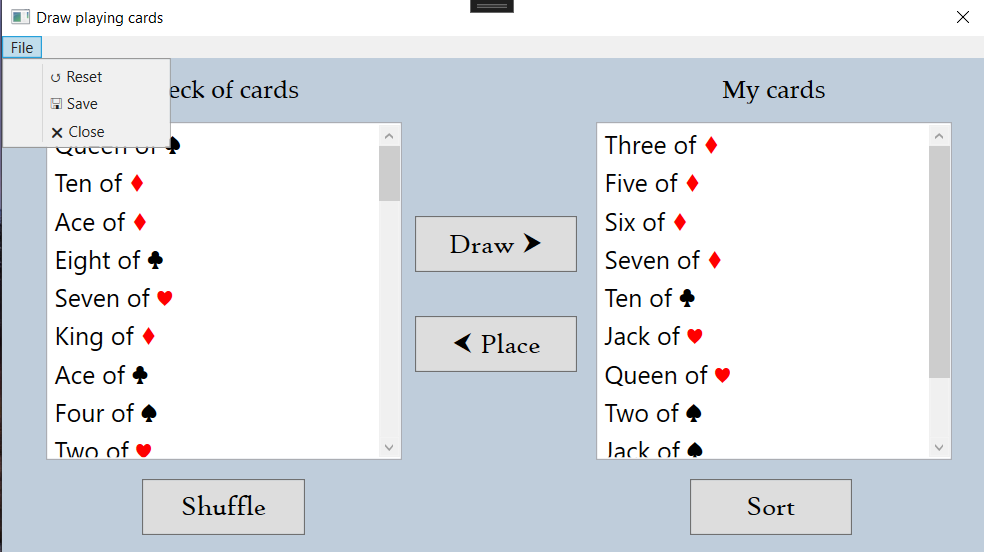 Draw playing cards
File
↺ Reset
🖫 Save
✕ Close
eck of cards
Queen of ♠
Ten of ♦
Ace of ♦
Eight of ♣
Seven of ♥
King of ♦
Ace of ♣
Four of ♠
Two of ♥
Shuffle
Draw ➤
⮜ Place
My cards
Three of ♦
Five of ♦
Six of ♦
Seven of ♦
Ten of ♣
Jack of ♥
Queen of ♥
Two of ♠
Jack of ♠
Sort